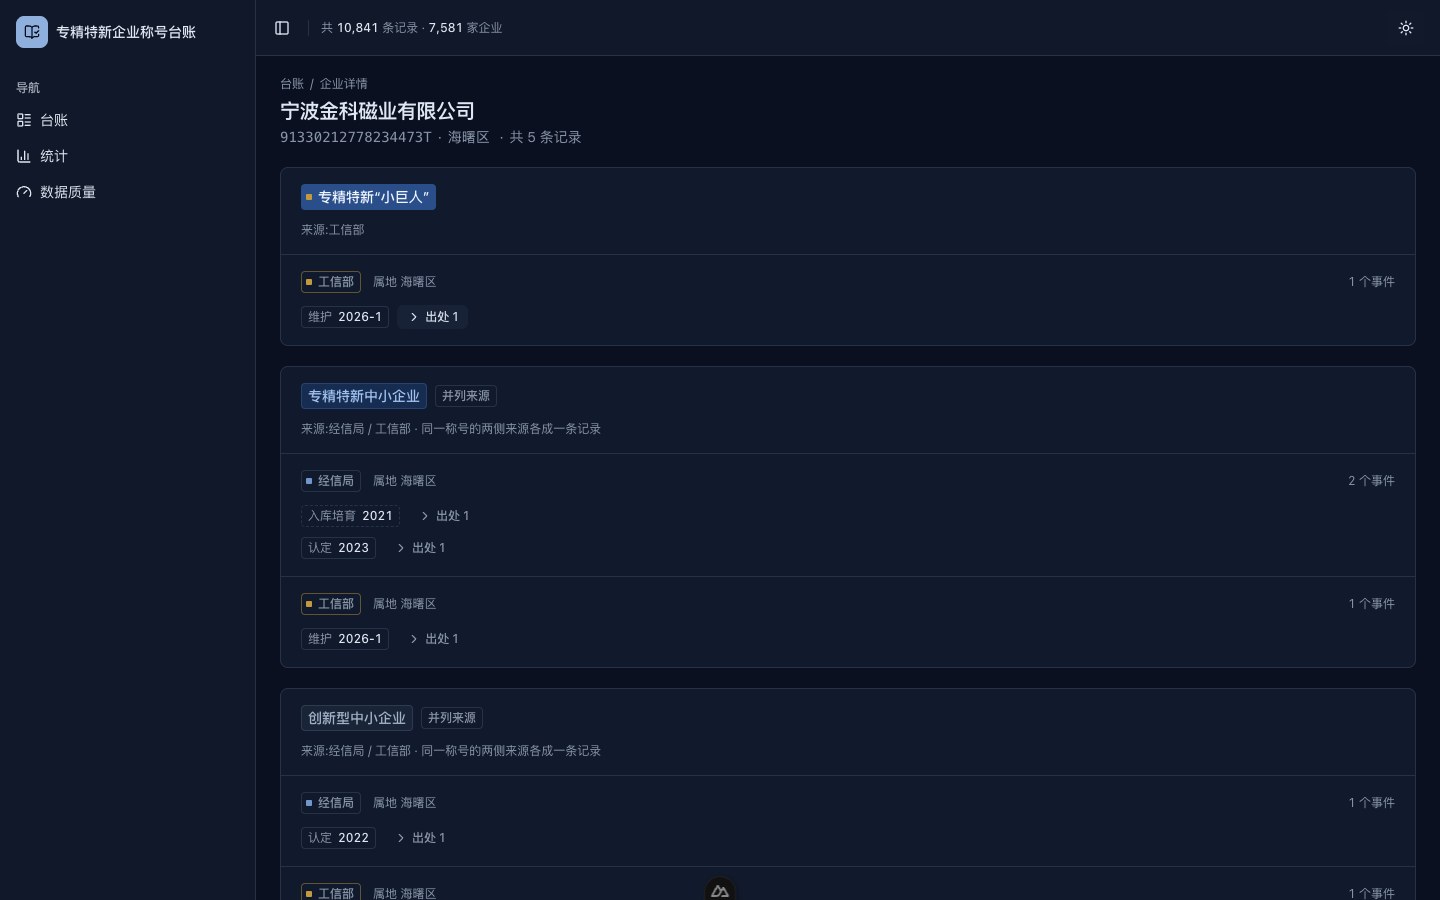 专精特新企业称号台账
共 10,841 条记录 · 7,581 家企业
导航
台账
统计
数据质量
台账 / 企业详情
宁波金科磁业有限公司
91330212778234473T · 海曙区 · 共 5 条记录
专精特新“小巨人”
来源:工信部
工信部 属地 海曙区 1 个事件
维护 2026-1 出处 1
专精特新中小企业 并列来源
来源:经信局 / 工信部 · 同一称号的两侧来源各成一条记录
经信局 属地 海曙区 2 个事件
入库培育 2021 出处 1
认定 2023 出处 1
工信部 属地 海曙区 1 个事件
维护 2026-1 出处 1
创新型中小企业 并列来源
来源:经信局 / 工信部 · 同一称号的两侧来源各成一条记录
经信局 属地 海曙区 1 个事件
认定 2022 出处 1
工信部 属地 海曙区 1 个事件